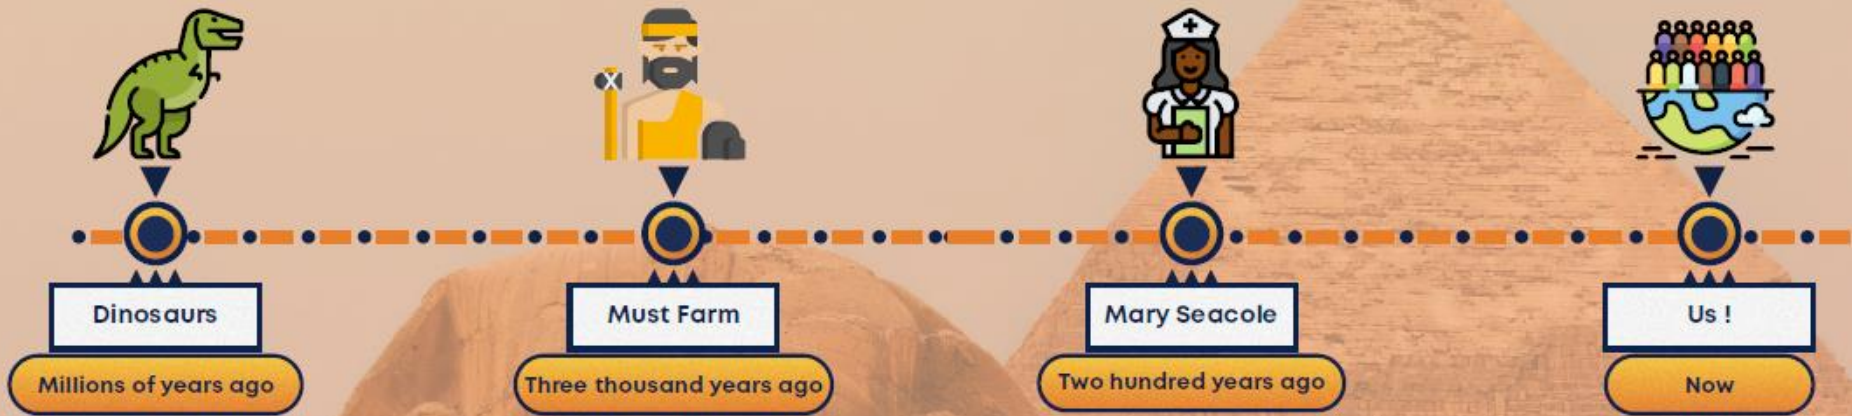 Dinosaurs
Millions of years ago
Must Farm
Three thousand years ago
Mary Seacole
Two hundred years ago
Us !
Now